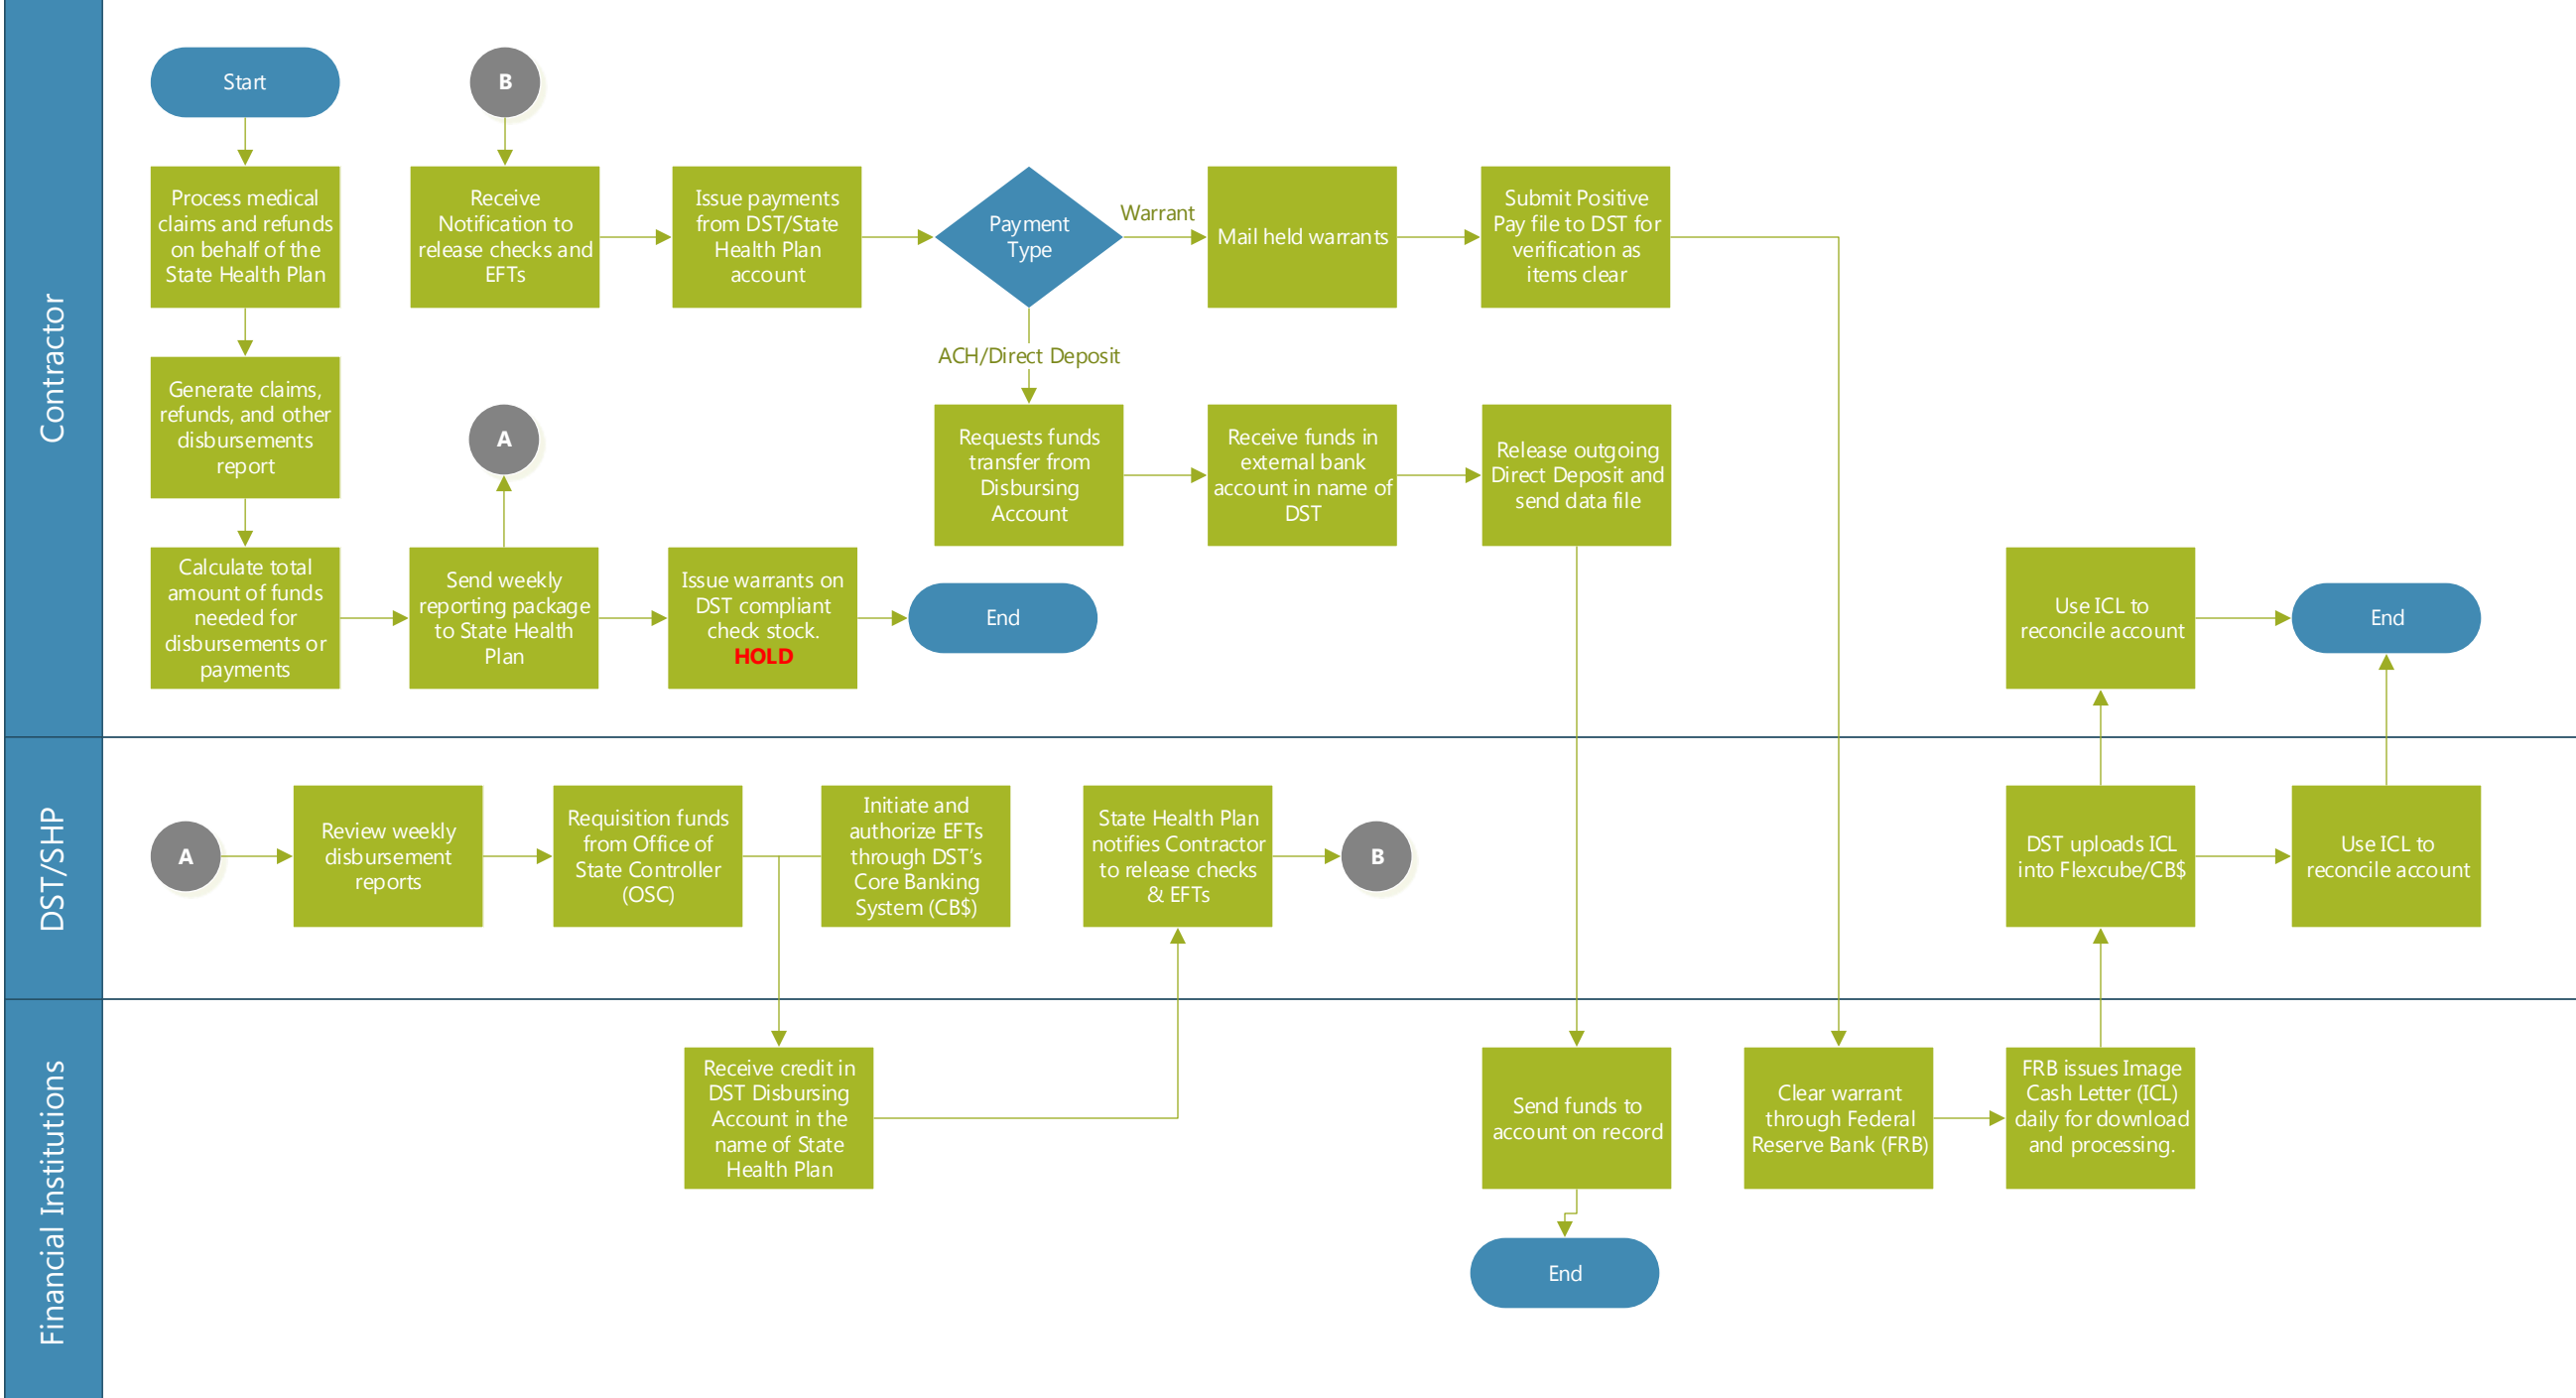 Contractor
Start
Process medical
claims and refunds
on behalf of the
State Health Plan
Generate claims,
refunds, and other
disbursements
report
Calculate total
amount of funds
needed for
disbursements or
payments
Send weekly
reporting package
to State Health
Plan
A
Issue warrants on
DST compliant
check stock.
HOLD
End
B
Receive
Notification to
release checks and
EFTs
Issue payments
from DST/State
Health Plan
account
Payment
Type
Warrant
Mail held warrants
Submit Positive
Pay file to DST for
verification as
items clear
ACH/Direct Deposit
Requests funds
transfer from
Disbursing
Account
Receive funds in
external bank
account in name of
DST
Release outgoing
Direct Deposit and
send data file
Use ICL to
reconcile account
End
DST/SHP
A
Review weekly
disbursement
reports
Requisition funds
from Office of
State Controller
(OSC)
Initiate and
authorize EFTs
through DST’s
Core Banking
System (CB$)
State Health Plan
notifies Contractor
to release checks
& EFTs
B
DST uploads ICL
into Flexcube/CB$
Use ICL to
reconcile account
Financial Institutions
Receive credit in
DST Disbursing
Account in the
name of State
Health Plan
Send funds to
account on record
End
Clear warrant
through Federal
Reserve Bank (FRB)
FRB issues Image
Cash Letter (ICL)
daily for download
and processing.